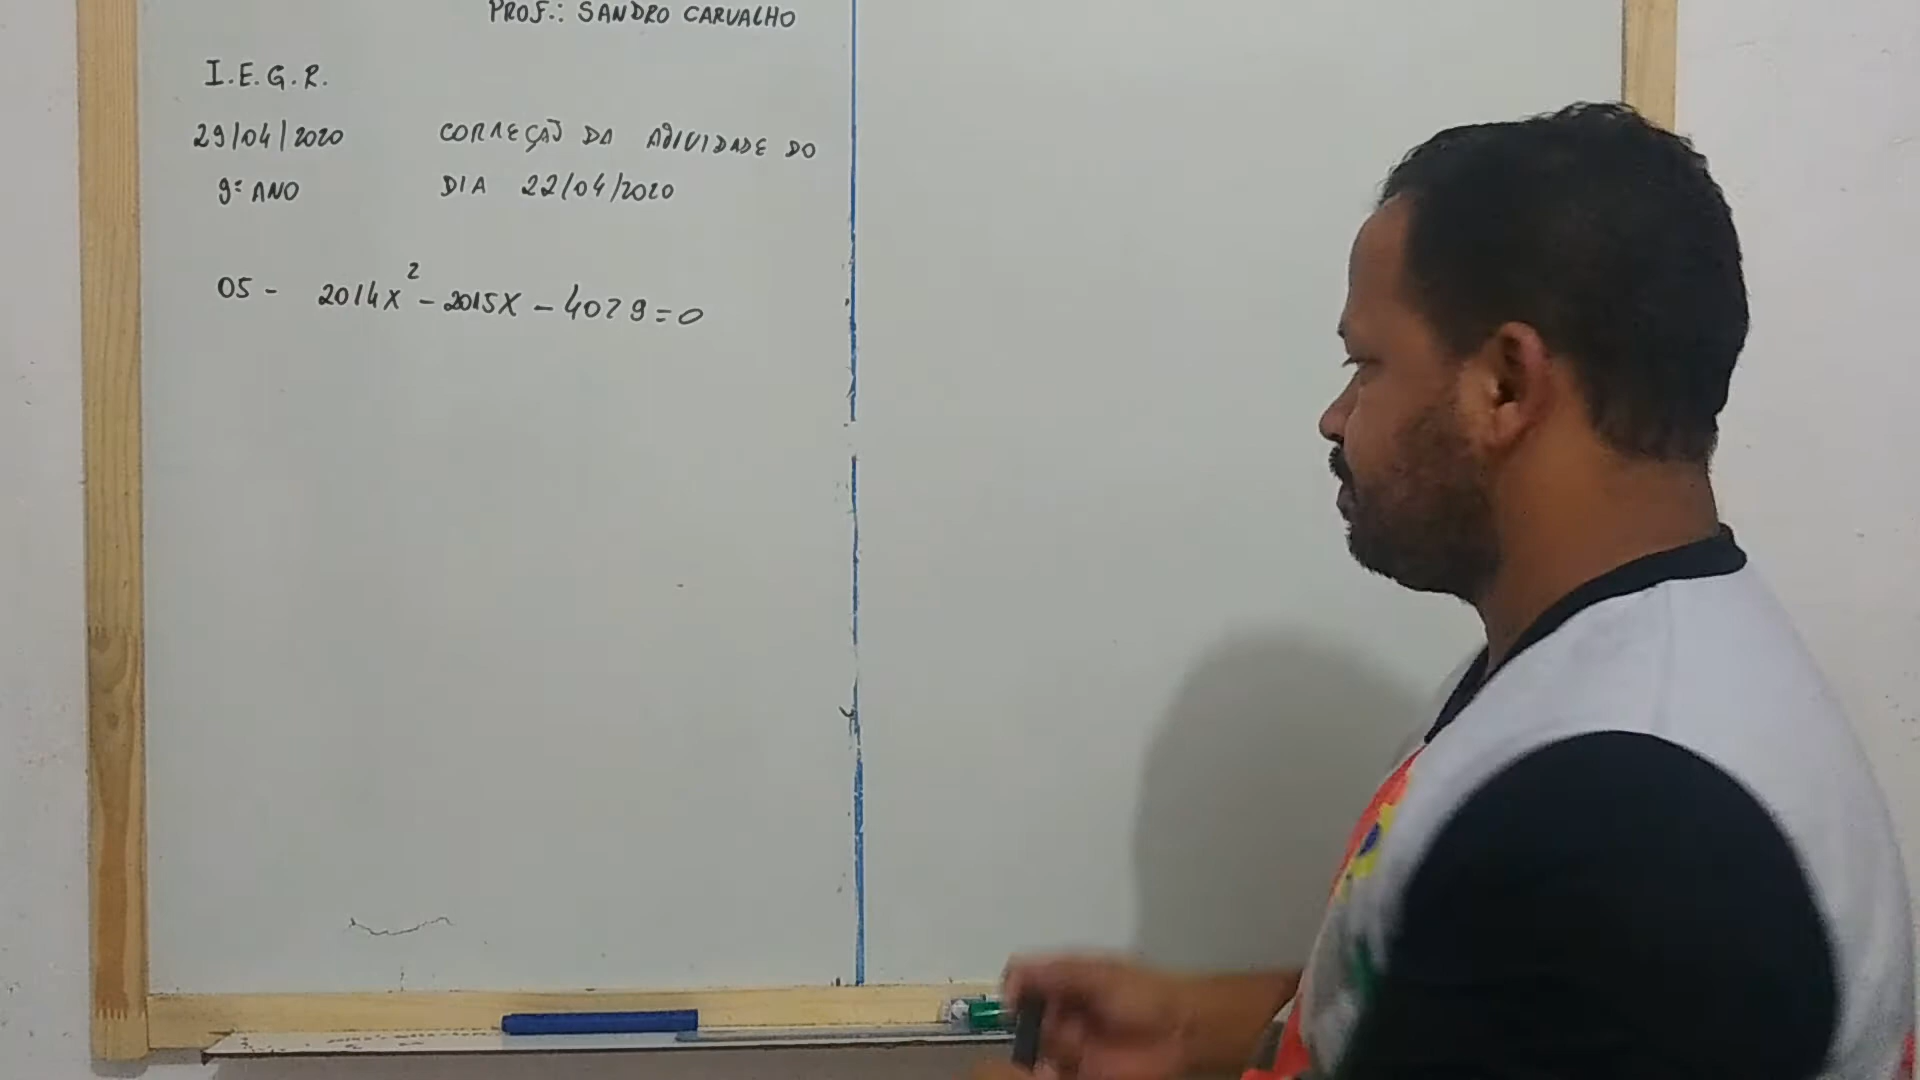 PROF.: SANDRO CARVALHO
I.E.G.R.
29/04/2020 CORREÇÃO DA ATIVIDADE DO
9º ANO DIA 22/04/2020
05 - 2014x² - 2015x - 4029 = 0